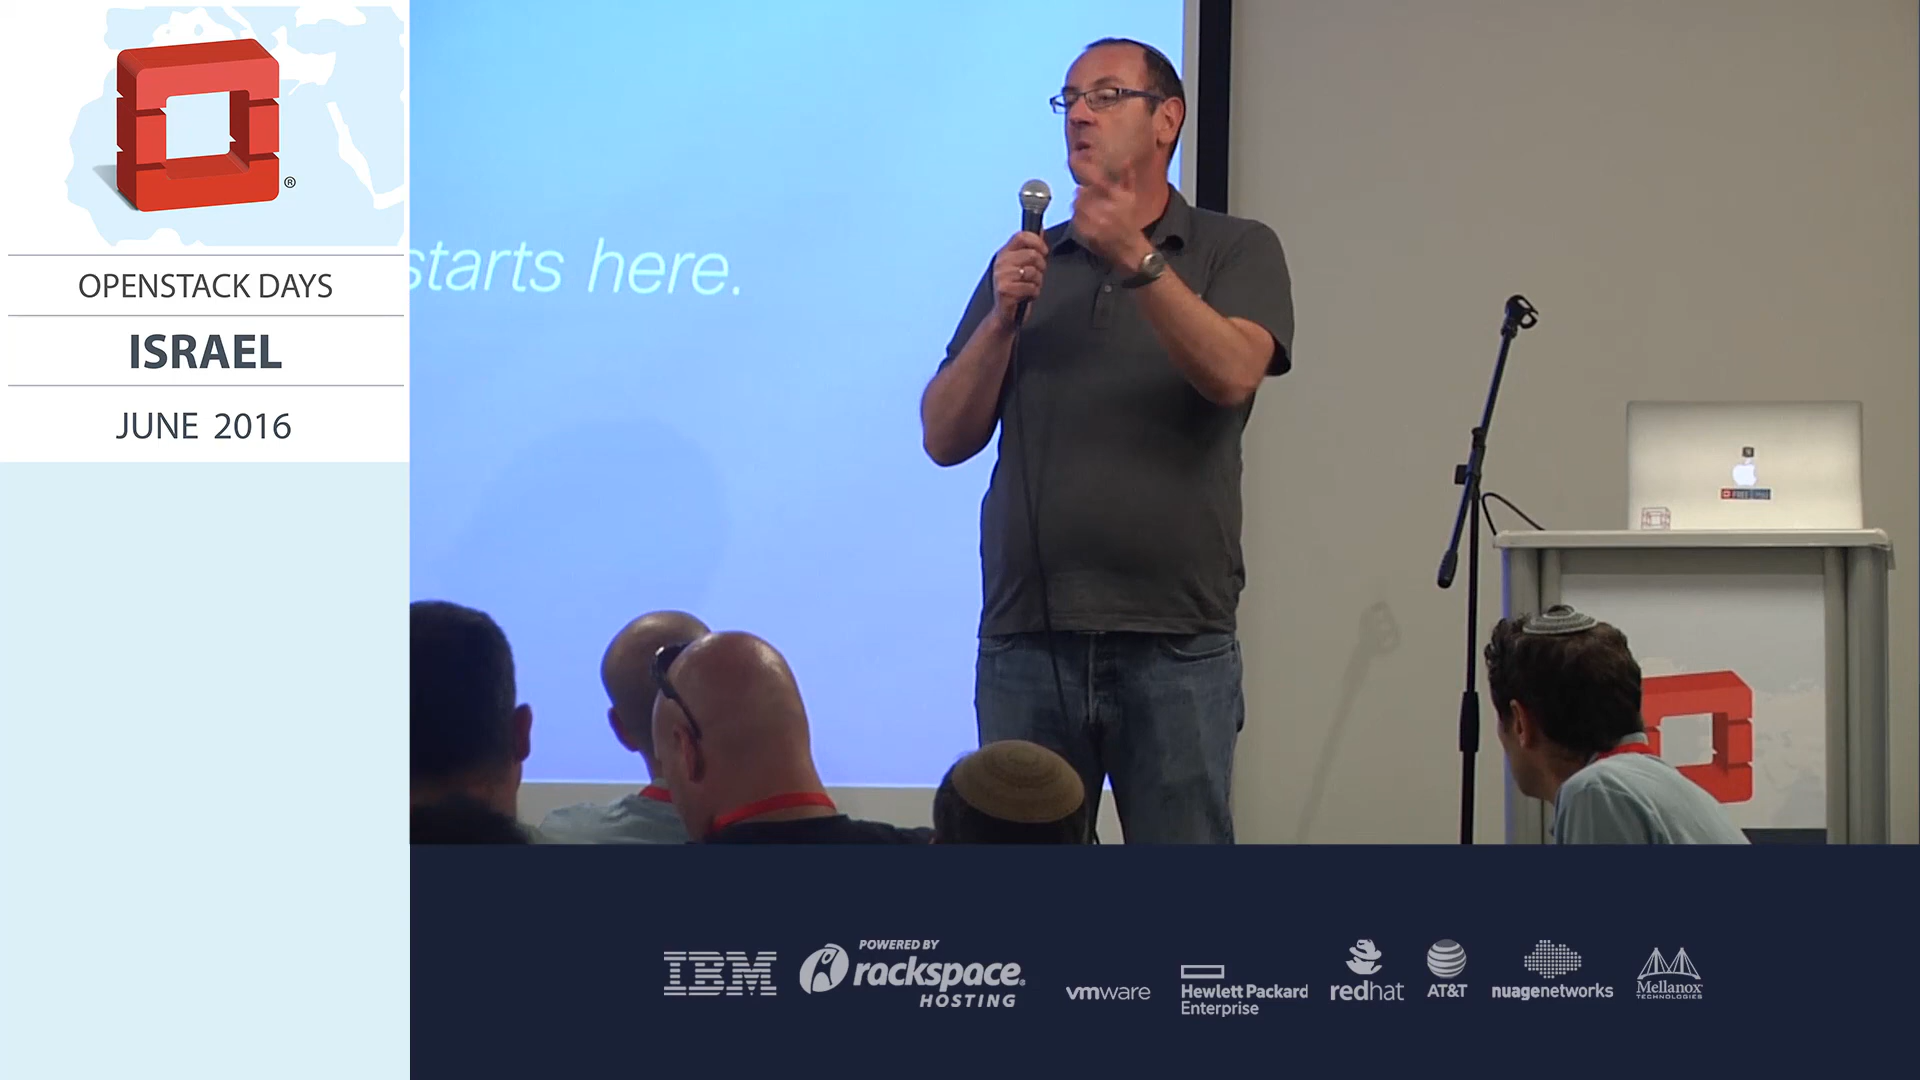 ®
OPENSTACK DAYS
ISRAEL
JUNE 2016
starts here.
IBM
POWERED BY
rackspace®
HOSTING
vmware
Hewlett Packard
Enterprise
redhat
AT&T
nuagenetworks
Mellanox
TECHNOLOGIES